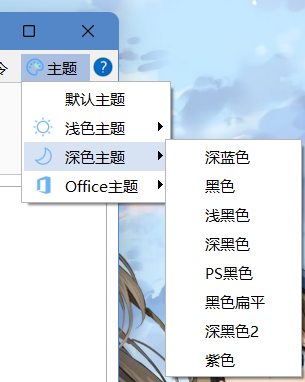 令 主题 ?
默认主题
浅色主题
深色主题
Office主题
深蓝色
黑色
浅黑色
深黑色
PS黑色
黑色扁平
深黑色2
紫色